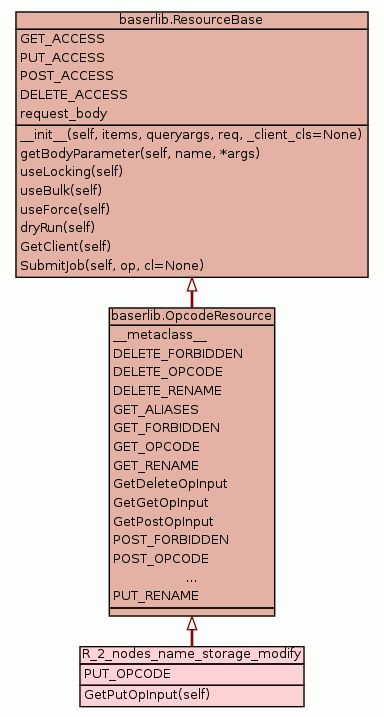 baserlib.ResourceBase
GET_ACCESS
PUT_ACCESS
POST_ACCESS
DELETE_ACCESS
request_body
__init__(self, items, queryargs, req, _client_cls=None)
getBodyParameter(self, name, *args)
useLocking(self)
useBulk(self)
useForce(self)
dryRun(self)
GetClient(self)
SubmitJob(self, op, cl=None)
baserlib.OpcodeResource
__metaclass__
DELETE_FORBIDDEN
DELETE_OPCODE
DELETE_RENAME
GET_ALIASES
GET_FORBIDDEN
GET_OPCODE
GET_RENAME
GetDeleteOpInput
GetGetOpInput
GetPostOpInput
POST_FORBIDDEN
POST_OPCODE
...
PUT_RENAME
R_2_nodes_name_storage_modify
PUT_OPCODE
GetPutOpInput(self)